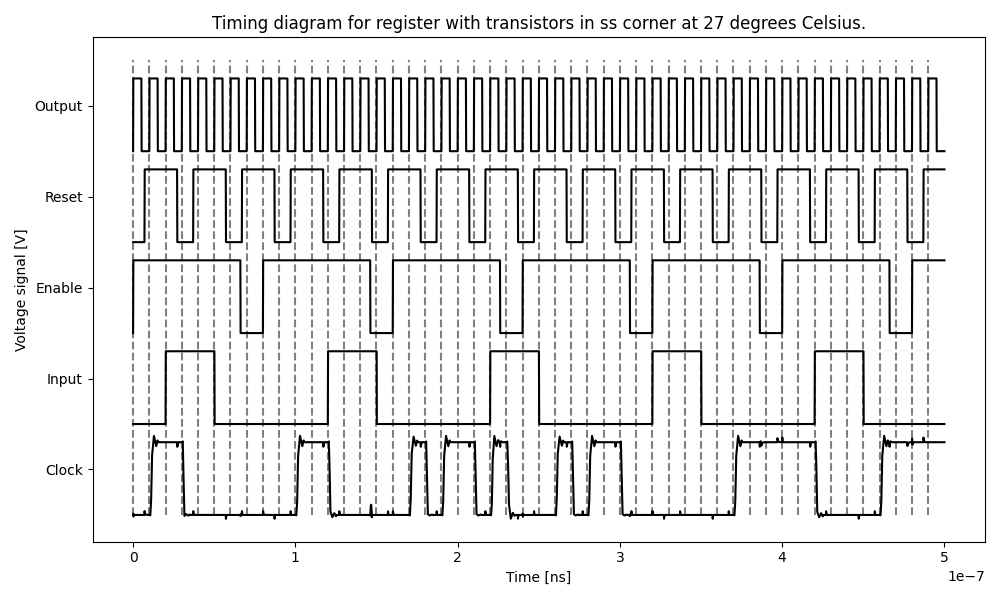 Timing diagram for register with transistors in ss corner at 27 degrees Celsius.
Output
Reset
Enable
Input
Clock
Voltage signal [V]
0 1 2 3 4 5
1e−7
Time [ns]